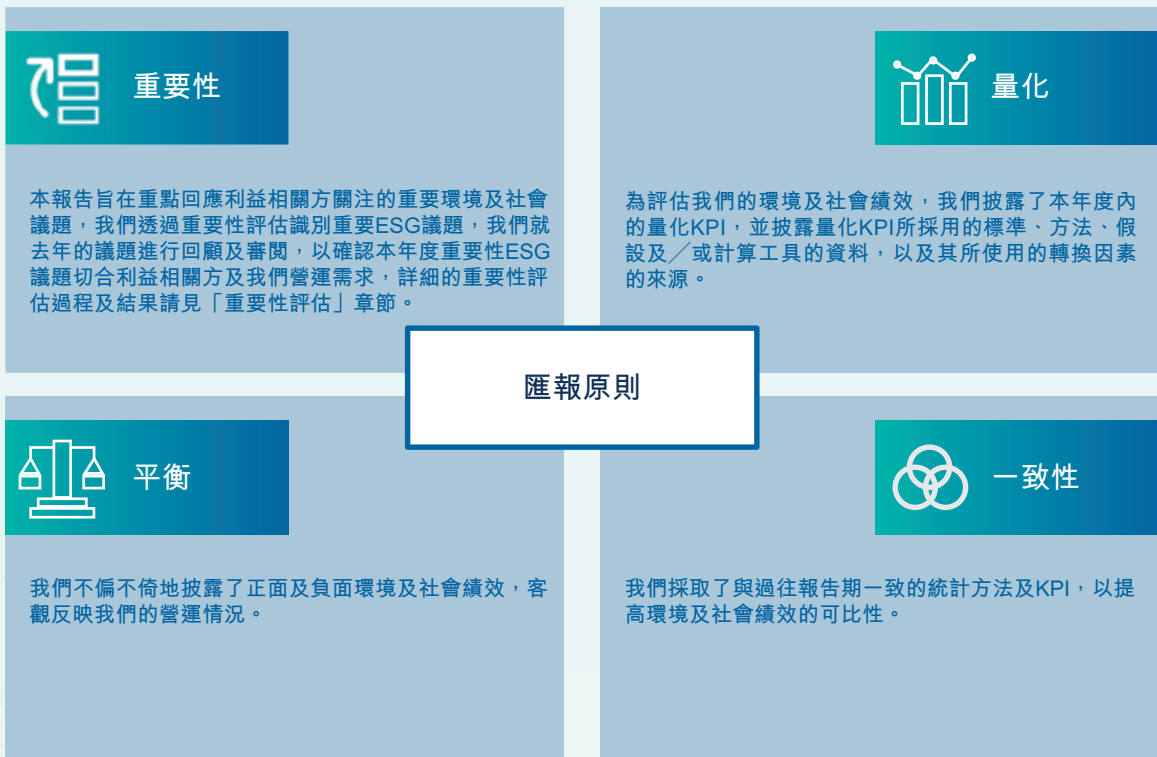 重要性
本報告旨在重點回應利益相關方關注的重要環境及社會
議題，我們透過重要性評估識別重要ESG議題，我們就
去年的議題進行回顧及審閱，以確認本年度重要性ESG
議題切合利益相關方及我們營運需求，詳細的重要性評
估過程及結果請見「重要性評估」章節。
量化
為評估我們的環境及社會績效，我們披露了本年度內
的量化KPI，並披露量化KPI所採用的標準、方法、假
設及╱或計算工具的資料，以及其所使用的轉換因素
的來源。
匯報原則
平衡
我們不偏不倚地披露了正面及負面環境及社會績效，客
觀反映我們的營運情況。
一致性
我們採取了與過往報告期一致的統計方法及KPI，以提
高環境及社會績效的可比性。